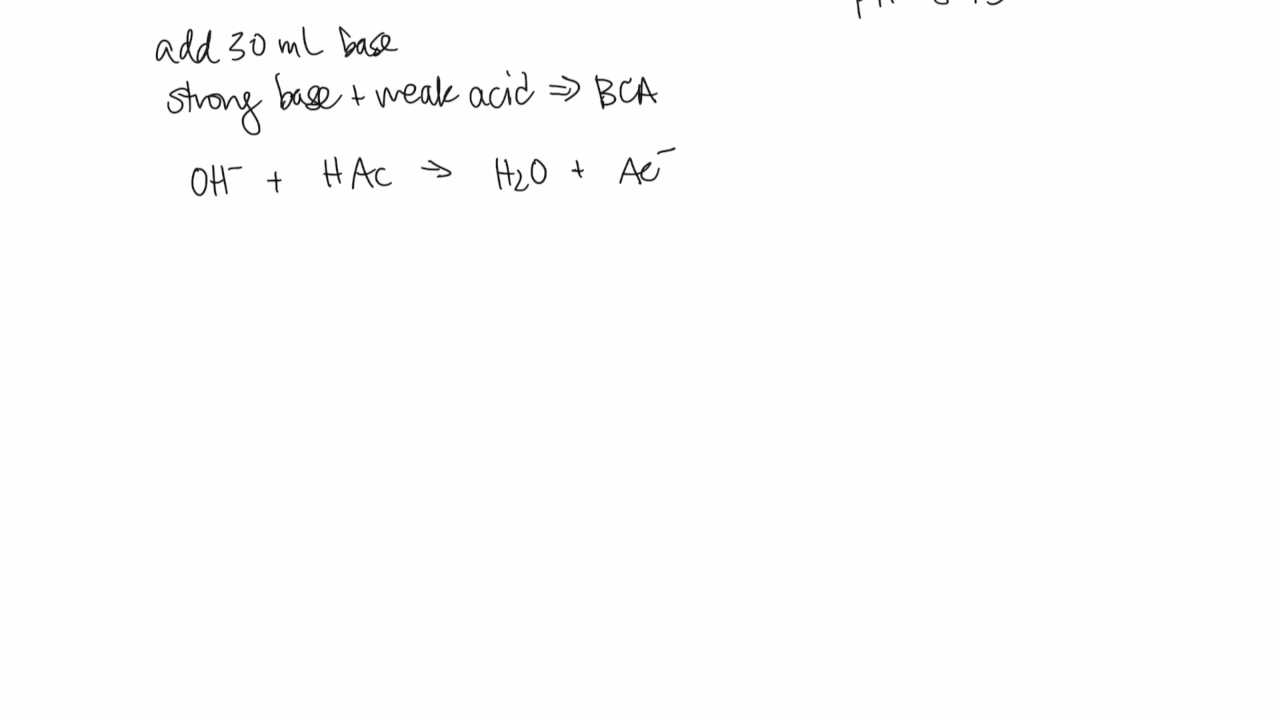 add 30 mL base
strong base + weak acid ⇒ BCA
OH⁻ + HAc → H₂O + Ac⁻